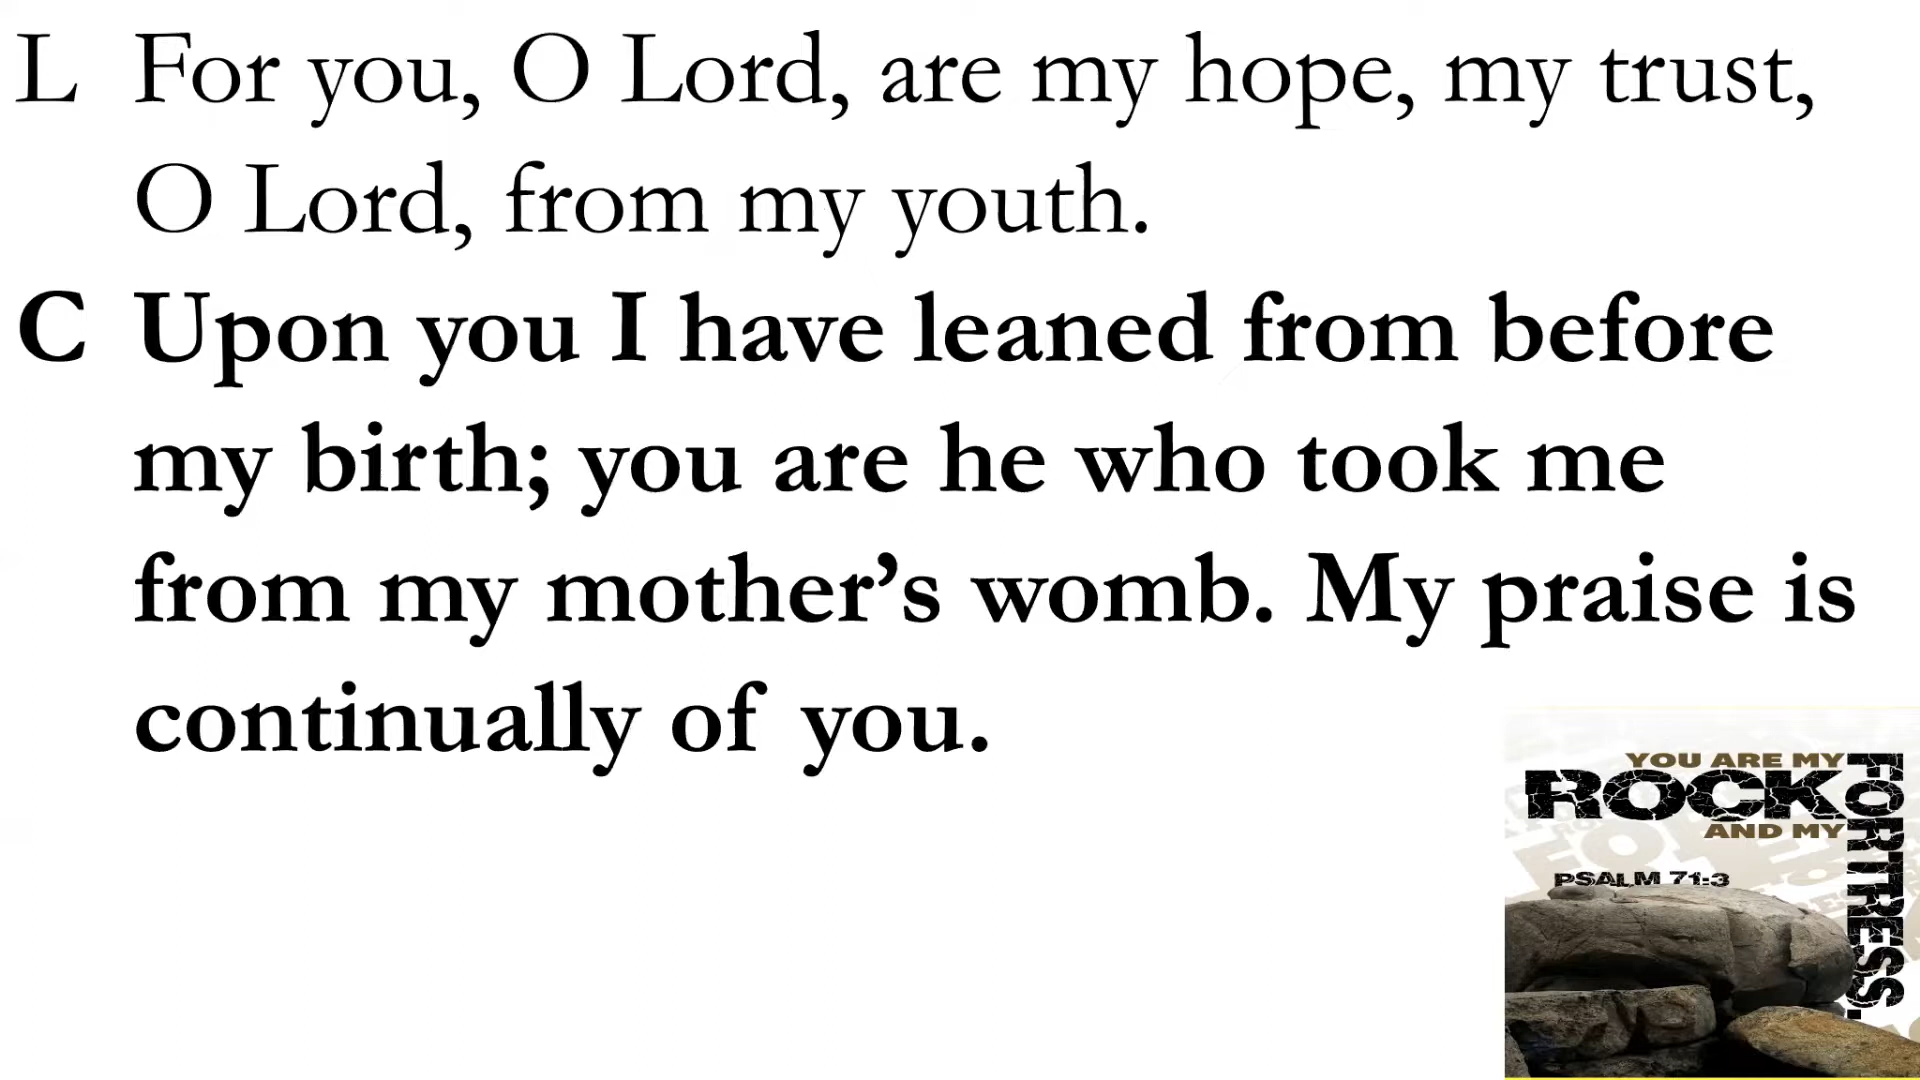 L For you, O Lord, are my hope, my trust,
O Lord, from my youth.
C Upon you I have leaned from before
my birth; you are he who took me
from my mother’s womb. My praise is
continually of you.
YOU ARE MY
ROCK
AND MY
FORTRESS.
PSALM 71:3